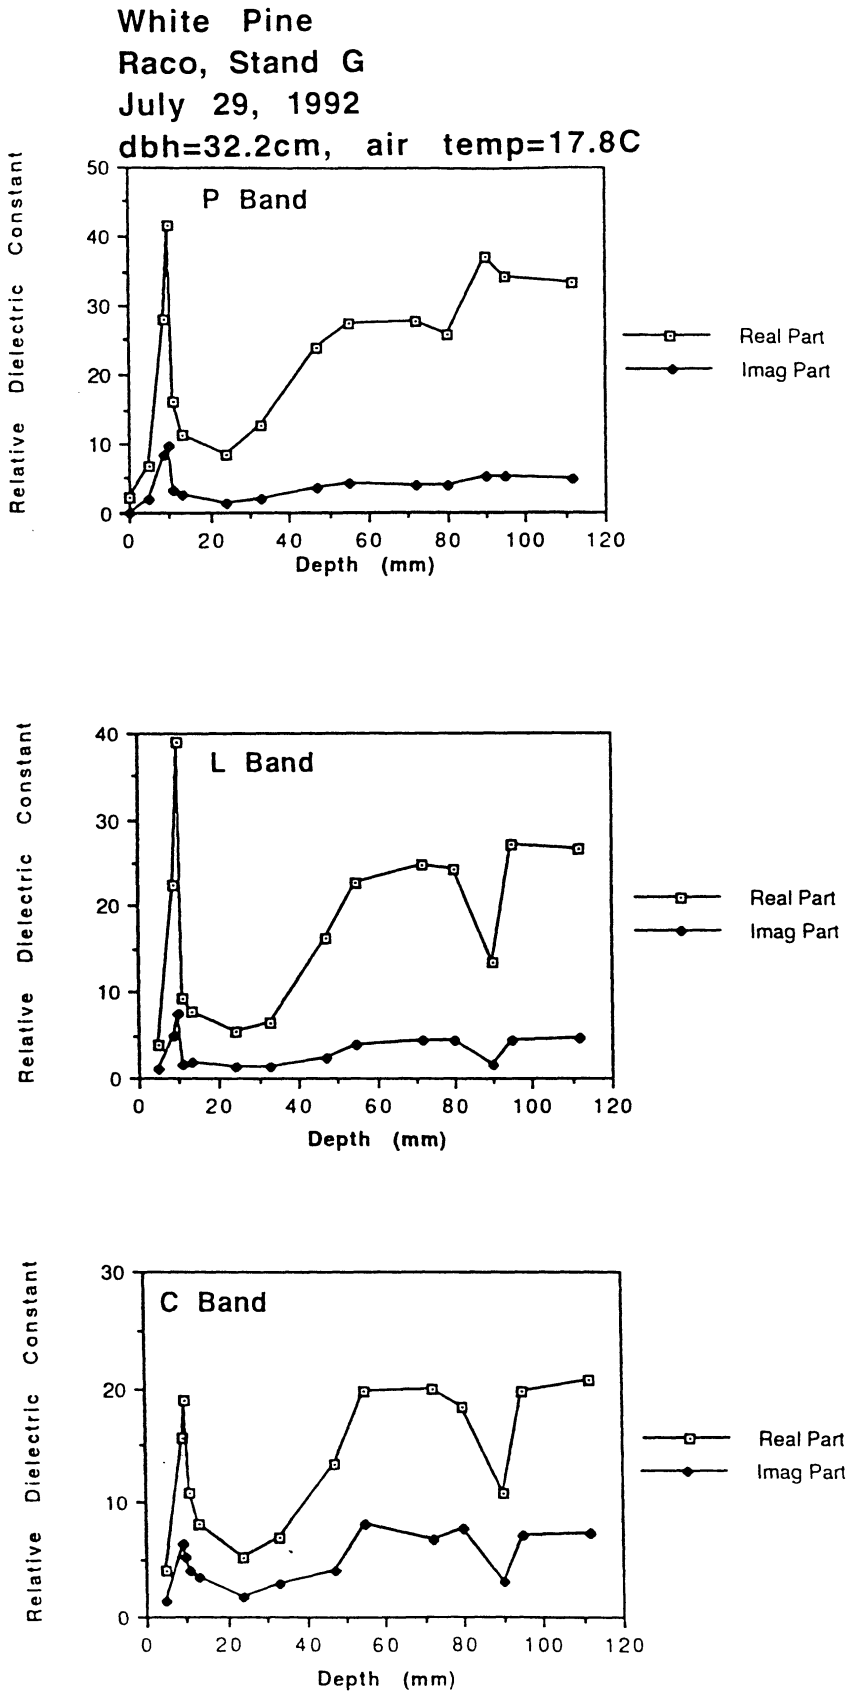 White Pine
Raco, Stand G
July 29, 1992
dbh=32.2cm, air temp=17.8C
P Band
Relative Dielectric Constant
50
40
30
20
10
0
0 20 40 60 80 100 120
Depth (mm)
Real Part
Imag Part
L Band
Relative Dielectric Constant
40
30
20
10
0
0 20 40 60 80 100 120
Depth (mm)
Real Part
Imag Part
C Band
Relative Dielectric Constant
30
20
10
0
0 20 40 60 80 100 120
Depth (mm)
Real Part
Imag Part